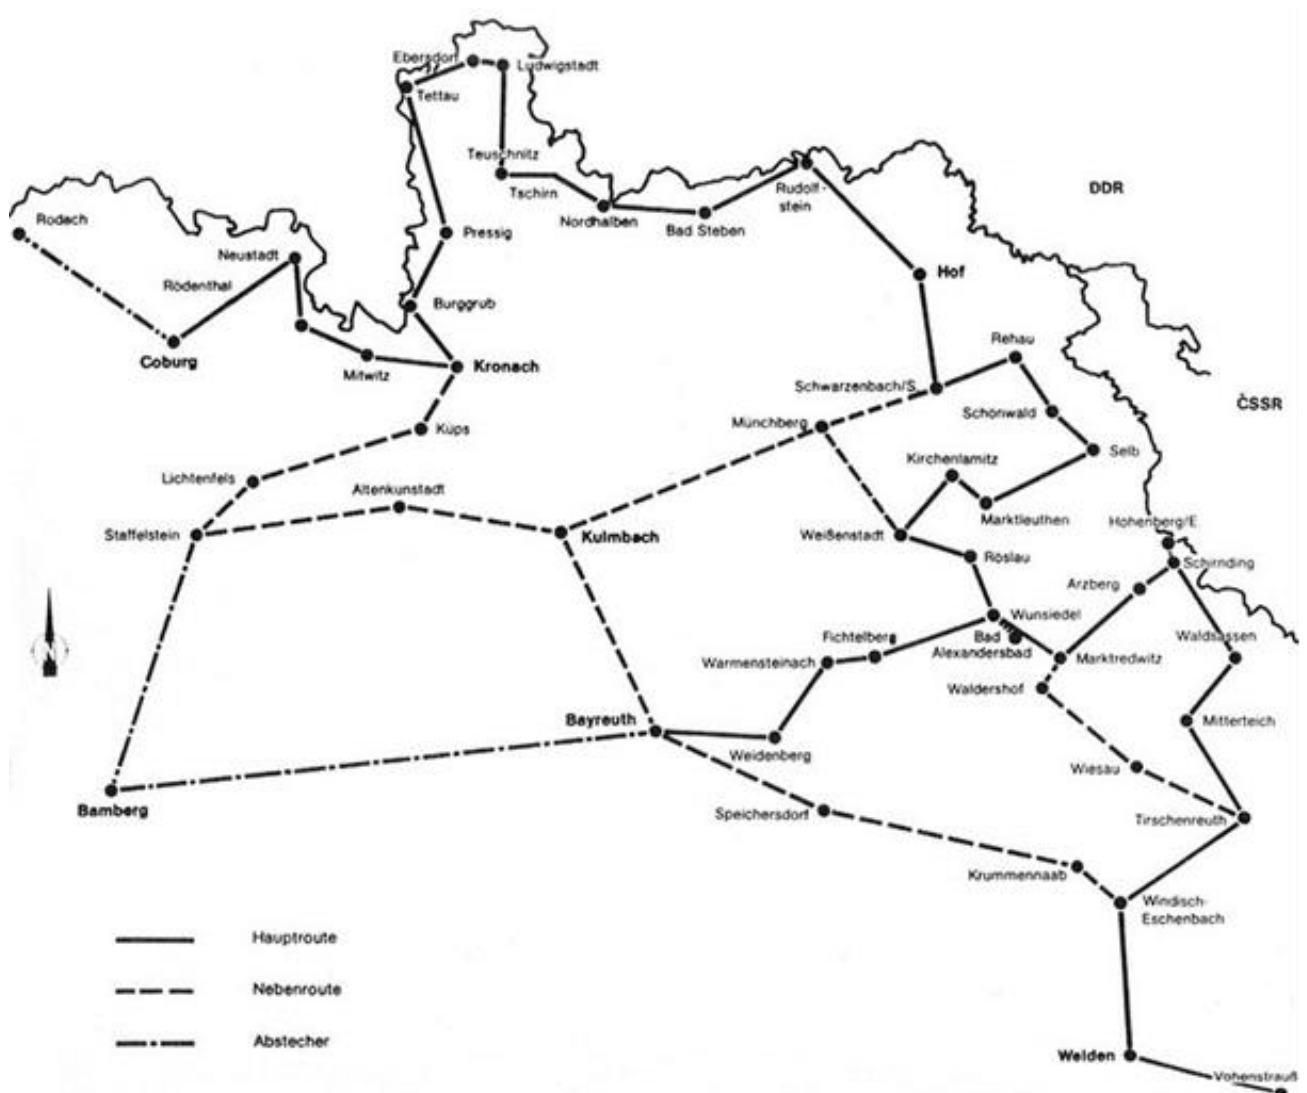 Ebersdorf
Ludwigstadt
Tettau
Teuschnitz
Tschirn
Nordhalben
Bad Steben
Rudolf-
stein
DDR
Rodach
Neustadt
Rödenthal
Pressig
Hof
Burggrub
Coburg
Mitwitz
Kronach
Rehau
Schwarzenbach/S.
ČSSR
Schönwald
Münchberg
Küps
Selb
Kirchenlamitz
Lichtenfels
Altenkunstadt
Marktleuthen
Hohenberg/E
Staffelstein
Kulmbach
Weißenstadt
Röslau
Schirnding
Arzberg
Wunsiedel
Fichtelberg
Bad
Alexandersbad
Waldsassen
Warmensteinach
Marktredwitz
Waldershof
Bayreuth
Mitterteich
Weidenberg
Wiesau
Bamberg
Speichersdorf
Tirschenreuth
Krummennaab
Windisch-
Eschenbach
Hauptroute
Nebenroute
Abstecher
Weiden
Vohenstrauß